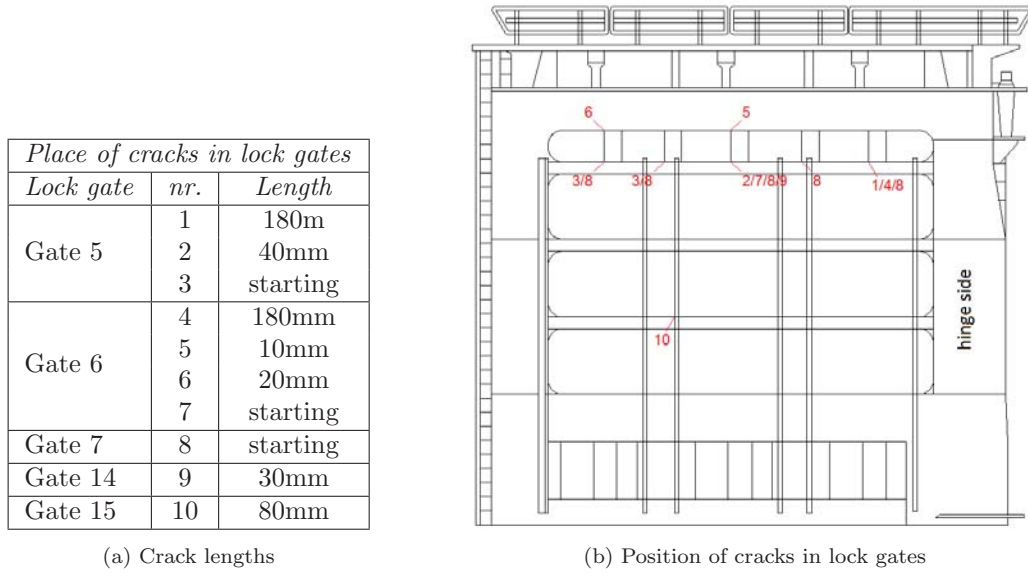 Place of cracks in lock gates
Lock gate nr. Length
Gate 5 1 180m
2 40mm
3 starting
Gate 6 4 180mm
5 10mm
6 20mm
7 starting
Gate 7 8 starting
Gate 14 9 30mm
Gate 15 10 80mm
(a) Crack lengths
6 5
3/8 3/8 2/7/8/9 8 1/4/8
10
hinge side
(b) Position of cracks in lock gates